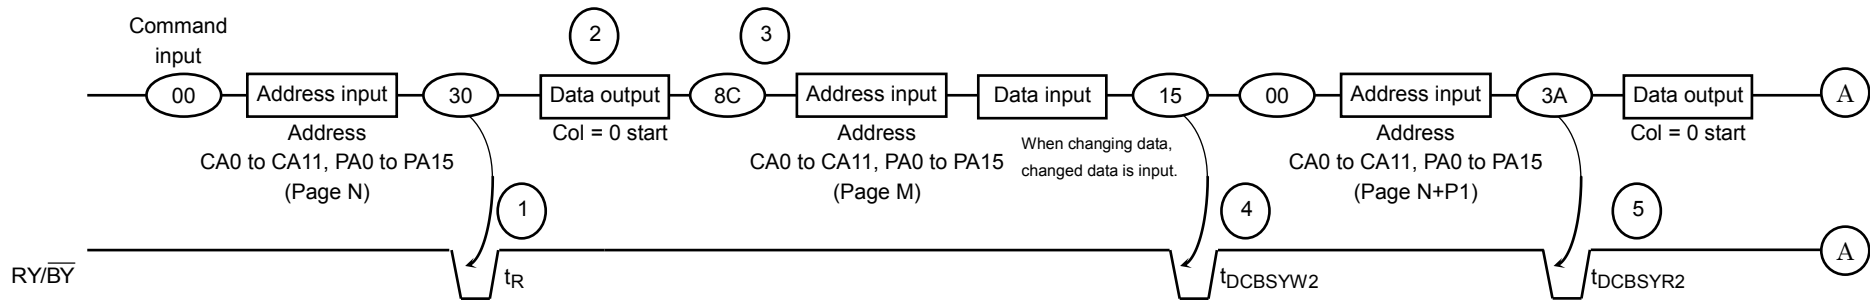 Command
input
2
3
00
Address input
30
Data output
8C
Address input
Data input
15
00
Address input
3A
Data output
A
Address
CA0 to CA11, PA0 to PA15
(Page N)
Col = 0 start
Address
CA0 to CA11, PA0 to PA15
(Page M)
When changing data,
changed data is input.
Address
CA0 to CA11, PA0 to PA15
(Page N+P1)
Col = 0 start
1
4
5
RY/BY
tR
tDCBSYW2
tDCBSYR2
A